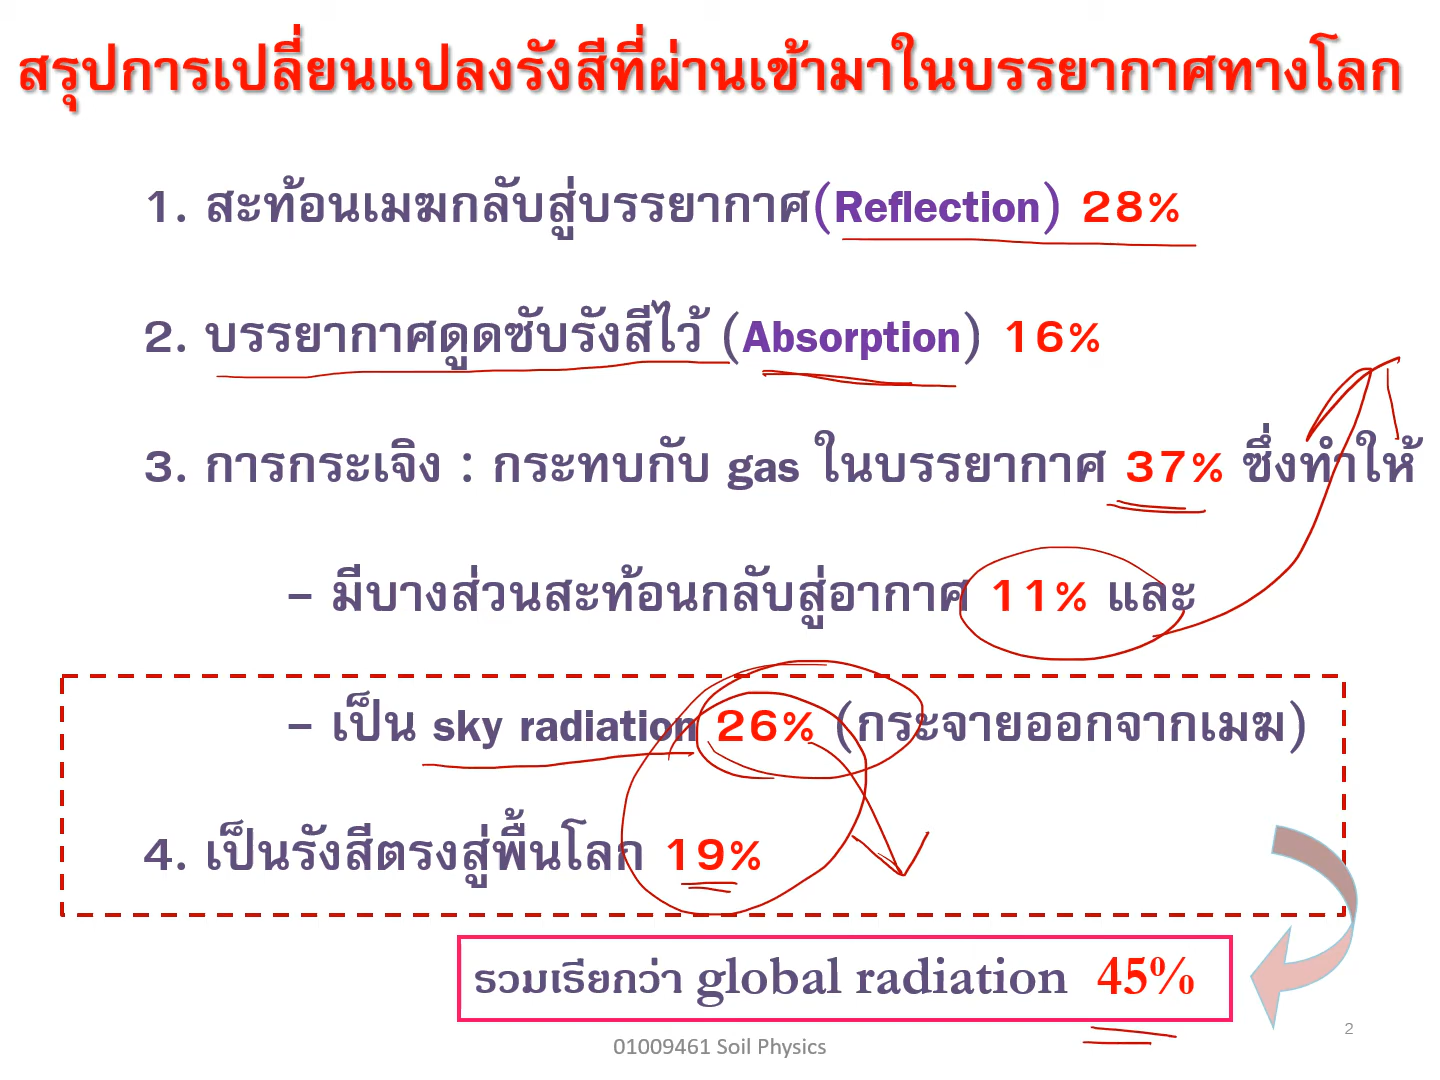 สรุปการเปลี่ยนแปลงรังสีที่ผ่านเข้ามาในบรรยากาศทางโลก
1. สะท้อนเมฆกลับสู่บรรยากาศ(Reflection) 28%
2. บรรยากาศดูดซับรังสีไว้ (Absorption) 16%
3. การกระเจิง : กระทบกับ gas ในบรรยากาศ 37% ซึ่งทำให้
– มีบางส่วนสะท้อนกลับสู่อากาศ 11% และ
– เป็น sky radiation 26% (กระจายออกจากเมฆ)
4. เป็นรังสีตรงสู่พื้นโลก 19%
รวมเรียกว่า global radiation 45%
2
01009461 Soil Physics